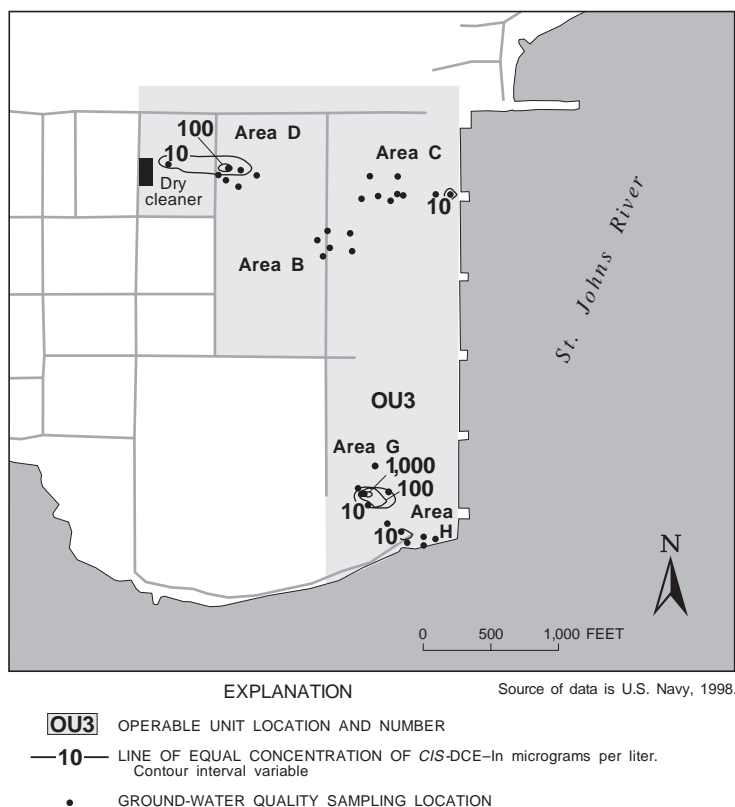 100
Area D
10
Dry
cleaner
Area C
10
Area B
St. Johns River
OU3
Area G
1,000
100
10
Area
H
10
N
0 500 1,000 FEET
EXPLANATION
Source of data is U.S. Navy, 1998.
OU3 OPERABLE UNIT LOCATION AND NUMBER
10 LINE OF EQUAL CONCENTRATION OF CIS-DCE–In micrograms per liter.
Contour interval variable
GROUND-WATER QUALITY SAMPLING LOCATION